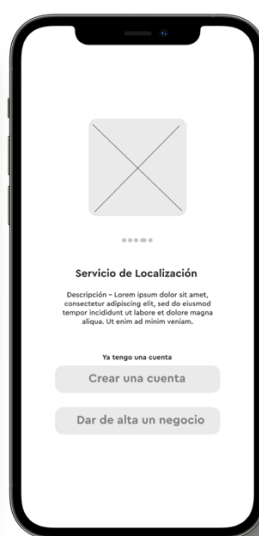 Servicio de Localización
Descripción – Lorem ipsum dolor sit amet,
consectetur adipiscing elit, sed do eiusmod
tempor incididunt ut labore et dolore magna
aliqua. Ut enim ad minim veniam.
Ya tengo una cuenta
Crear una cuenta
Dar de alta un negocio